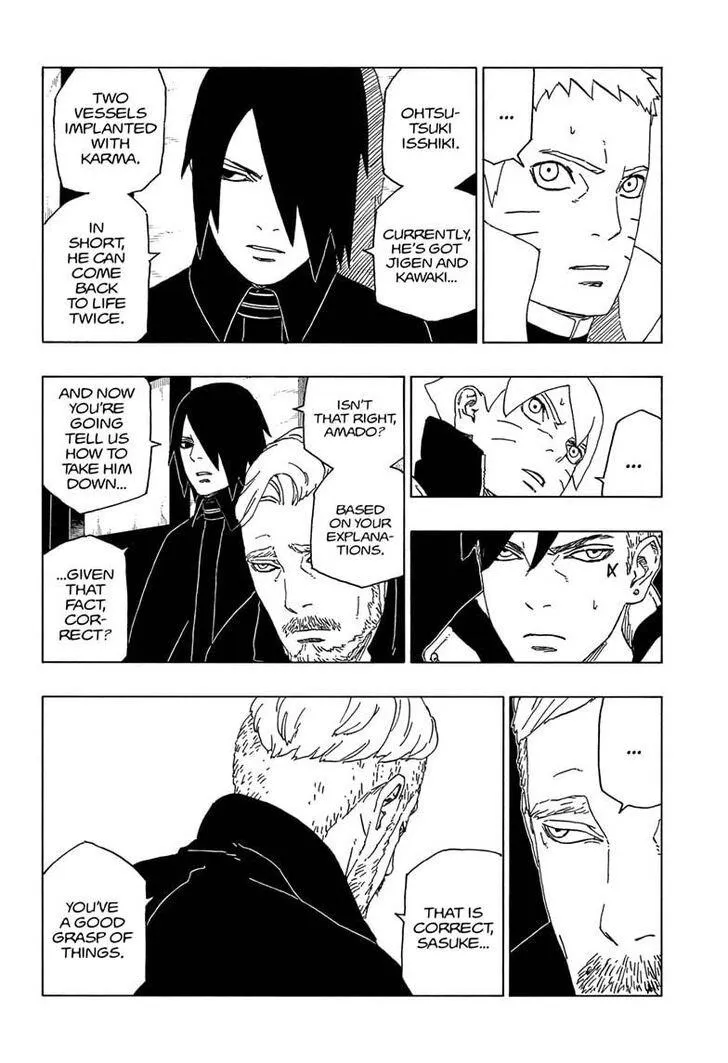 ...
OHTSU-
TSUKI
ISSHIKI.
CURRENTLY,
HE'S GOT
JIGEN AND
KAWAKI...
TWO
VESSELS
IMPLANTED
WITH
KARMA.
IN
SHORT,
HE CAN
COME
BACK
TO LIFE
TWICE.
...
ISN'T
THAT RIGHT,
AMADO?
BASED
ON YOUR
EXPLANA-
TIONS.
AND NOW
YOU'RE
GOING
TELL US
HOW TO
TAKE HIM
DOWN...
...GIVEN
THAT
FACT,
COR-
RECT?
...
THAT IS
CORRECT,
SASUKE...
YOU'VE
A GOOD
GRASP OF
THINGS.